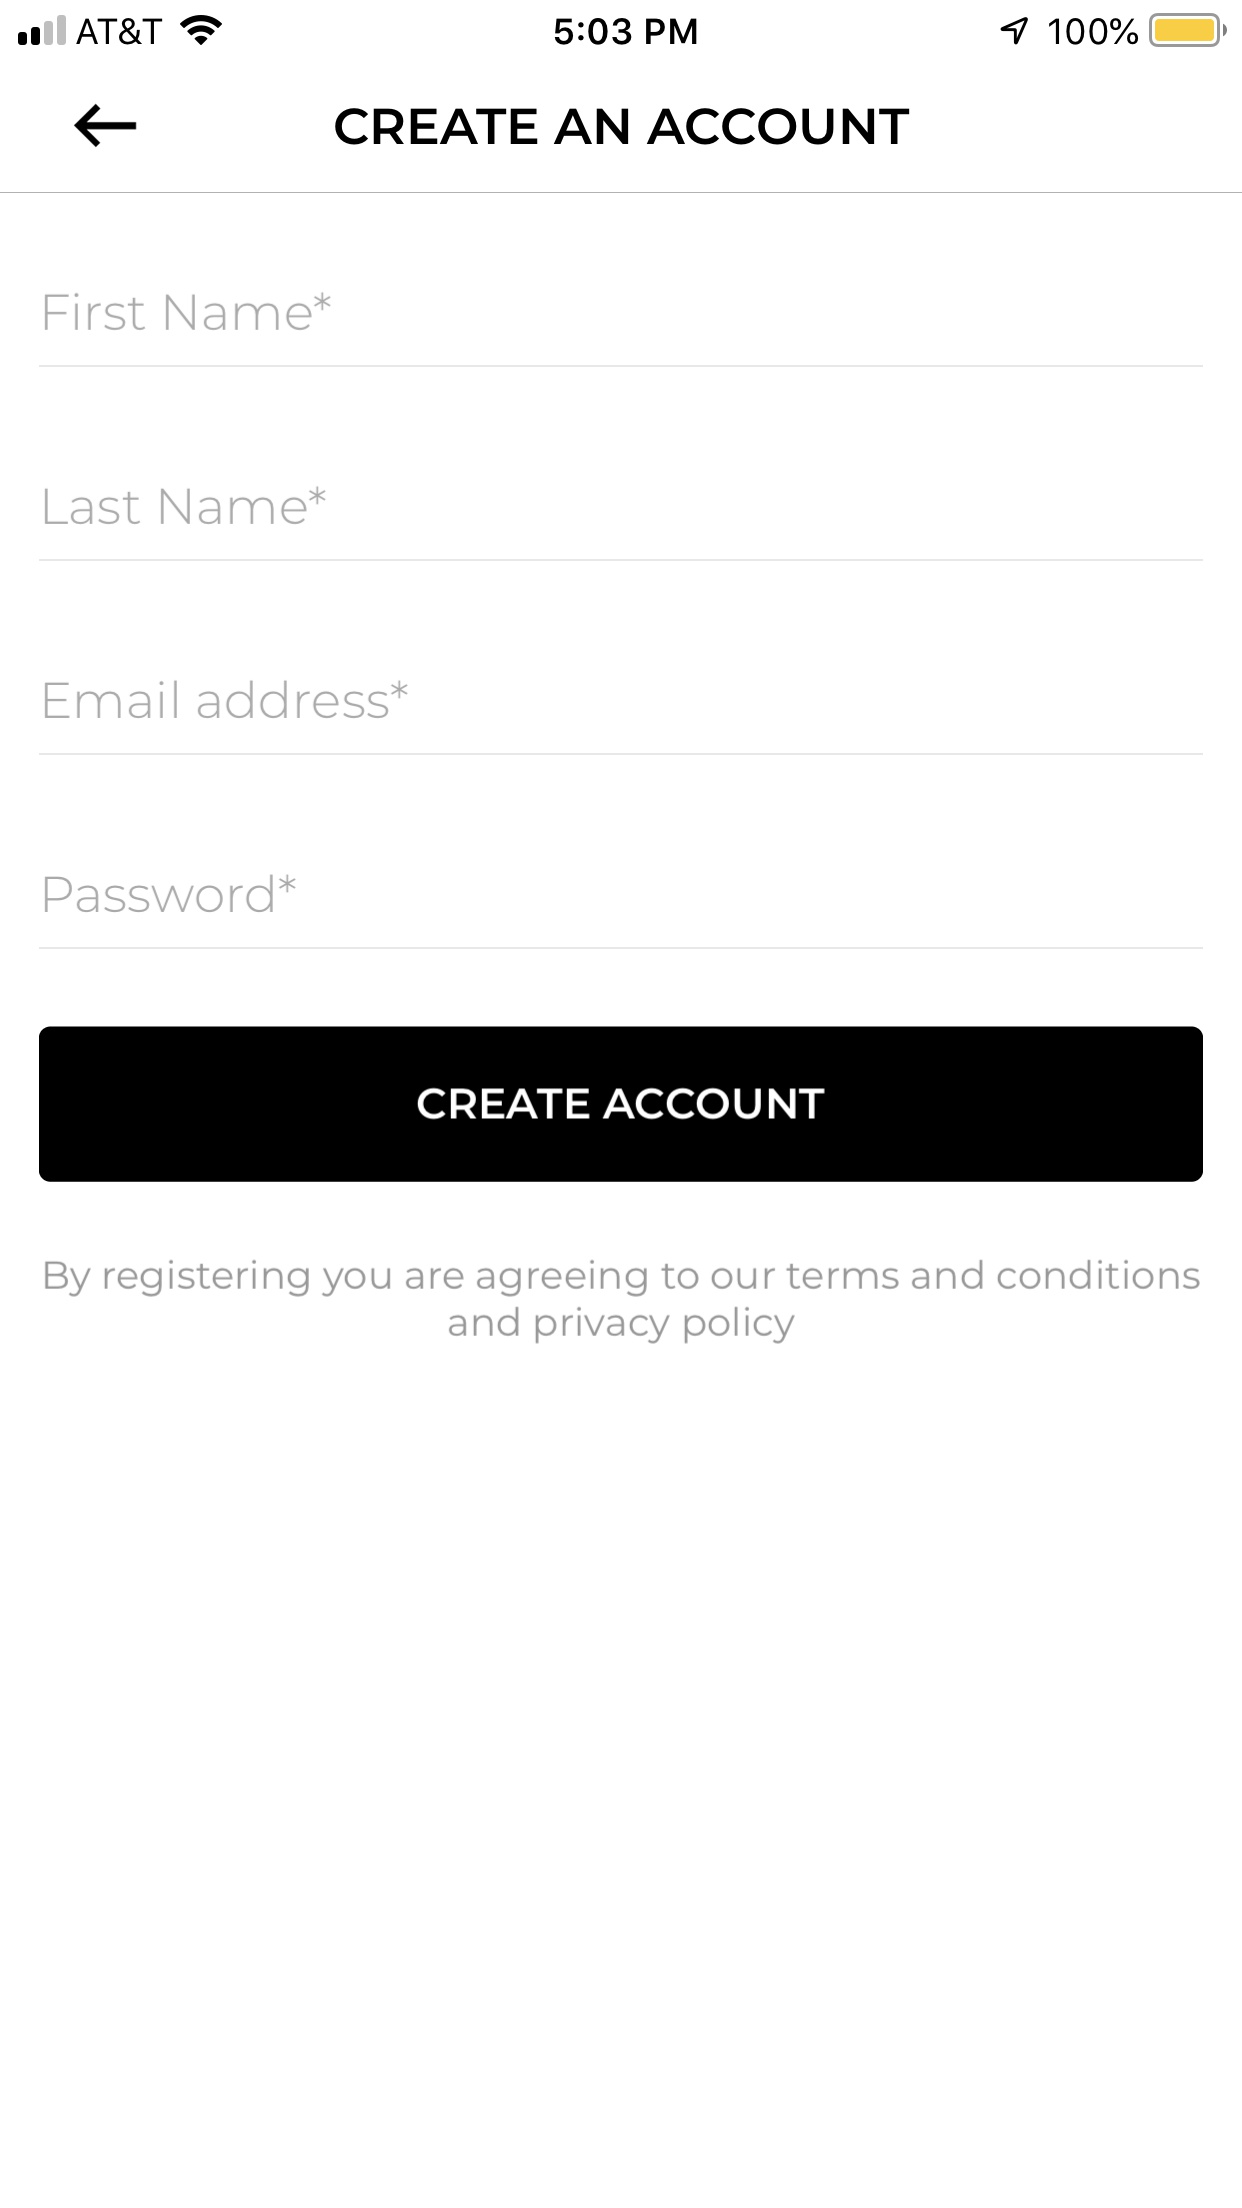 AT&T 5:03 PM 100%
CREATE AN ACCOUNT
First Name*
Last Name*
Email address*
Password*
CREATE ACCOUNT
By registering you are agreeing to our terms and conditions
and privacy policy